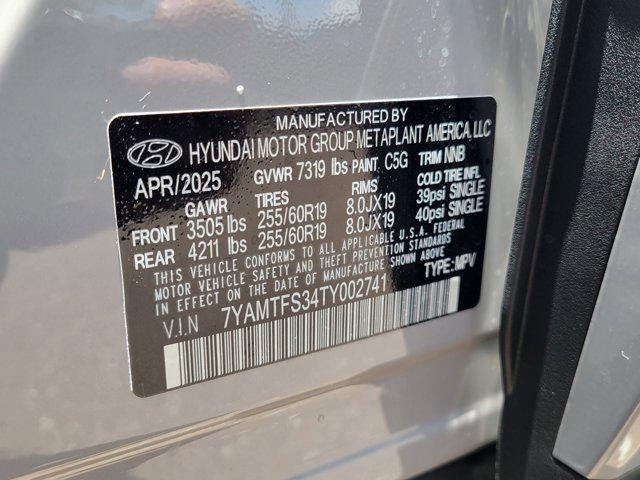 MANUFACTURED BY
HYUNDAI MOTOR GROUP METAPLANT AMERICA, LLC
APR/2025 GVWR 7319 lbs PAINT C5G TRIM NNB
GAWR TIRES RIMS COLD TIRE INFL
FRONT 3505 lbs 255/60R19 8.0JX19 39psi SINGLE
REAR 4211 lbs 255/60R19 8.0JX19 40psi SINGLE
THIS VEHICLE CONFORMS TO ALL APPLICABLE U.S.A. FEDERAL
MOTOR VEHICLE SAFETY AND THEFT PREVENTION STANDARDS
IN EFFECT ON THE DATE OF MANUFACTURE SHOWN ABOVE.
V.I.N 7YAMTFS34TY002741 TYPE: MPV